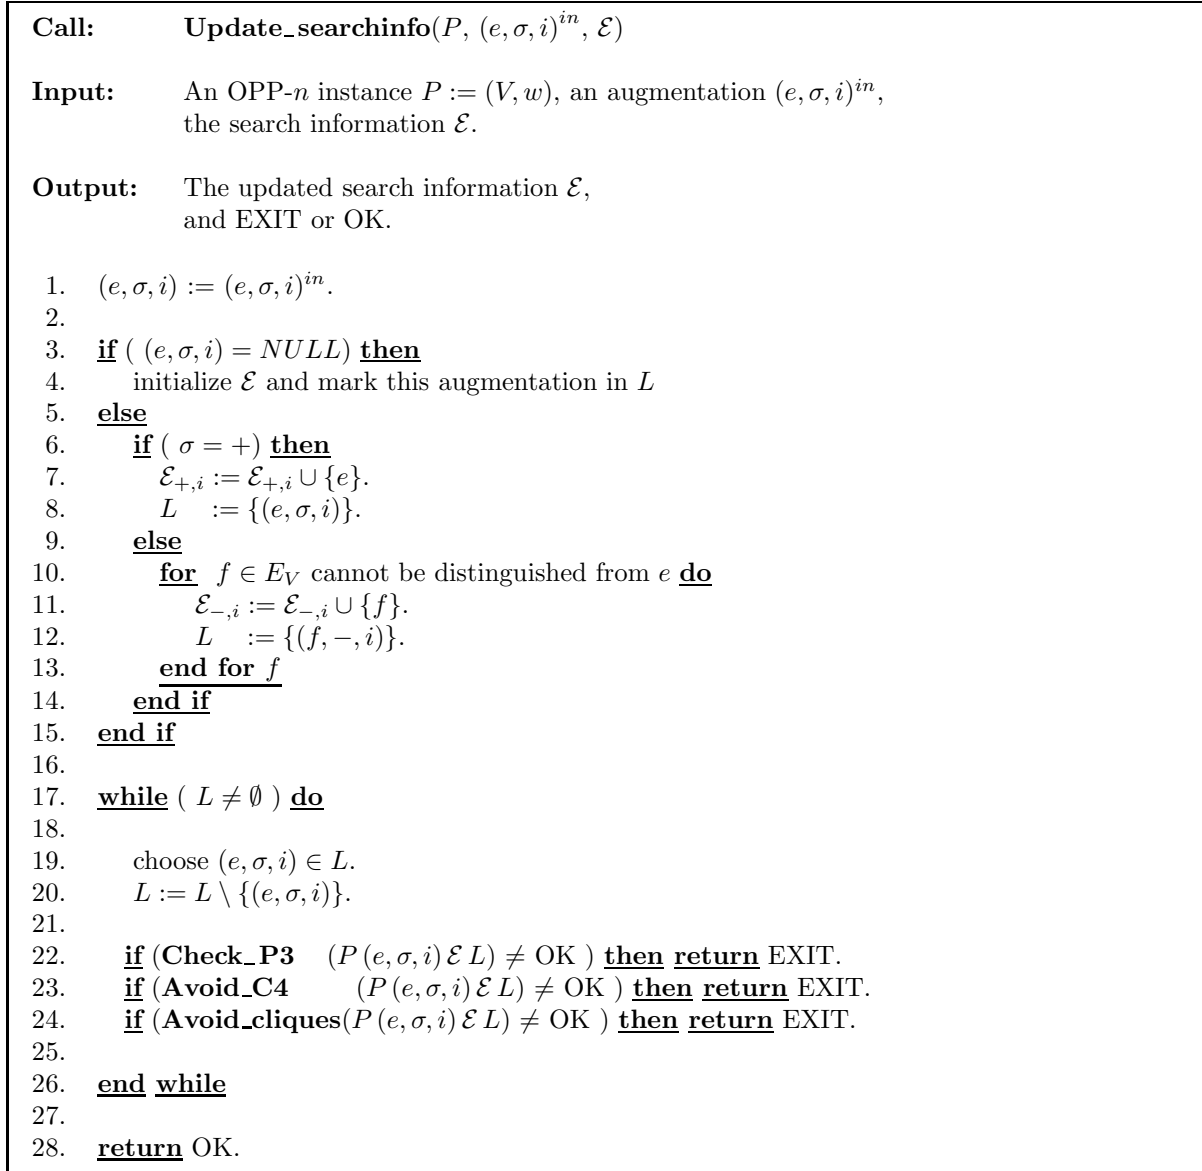 Call: Update_searchinfo(P, (e, σ, i)^in, ℰ)
Input: An OPP-n instance P := (V, w), an augmentation (e, σ, i)^in,
the search information ℰ.
Output: The updated search information ℰ,
and EXIT or OK.
1. (e, σ, i) := (e, σ, i)^in.
2.
3. if ( (e, σ, i) = NULL) then
4. initialize ℰ and mark this augmentation in L
5. else
6. if ( σ = +) then
7. ℰ_{+,i} := ℰ_{+,i} ∪ {e}.
8. L := {(e, σ, i)}.
9. else
10. for f ∈ E_V cannot be distinguished from e do
11. ℰ_{−,i} := ℰ_{−,i} ∪ {f}.
12. L := {(f, −, i)}.
13. end for f
14. end if
15. end if
16.
17. while ( L ≠ ∅ ) do
18.
19. choose (e, σ, i) ∈ L.
20. L := L \ {(e, σ, i)}.
21.
22. if (Check_P3 (P (e, σ, i) ℰ L) ≠ OK ) then return EXIT.
23. if (Avoid_C4 (P (e, σ, i) ℰ L) ≠ OK ) then return EXIT.
24. if (Avoid_cliques(P (e, σ, i) ℰ L) ≠ OK ) then return EXIT.
25.
26. end while
27.
28. return OK.